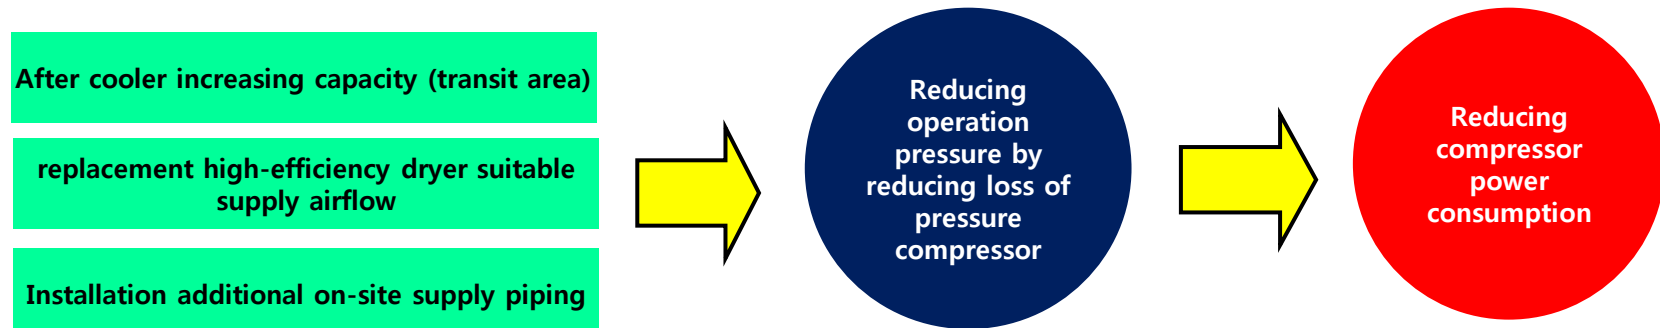 After cooler increasing capacity (transit area)
replacement high-efficiency dryer suitable
supply airflow
Installation additional on-site supply piping
Reducing
operation
pressure by
reducing loss of
pressure
compressor
Reducing
compressor
power
consumption